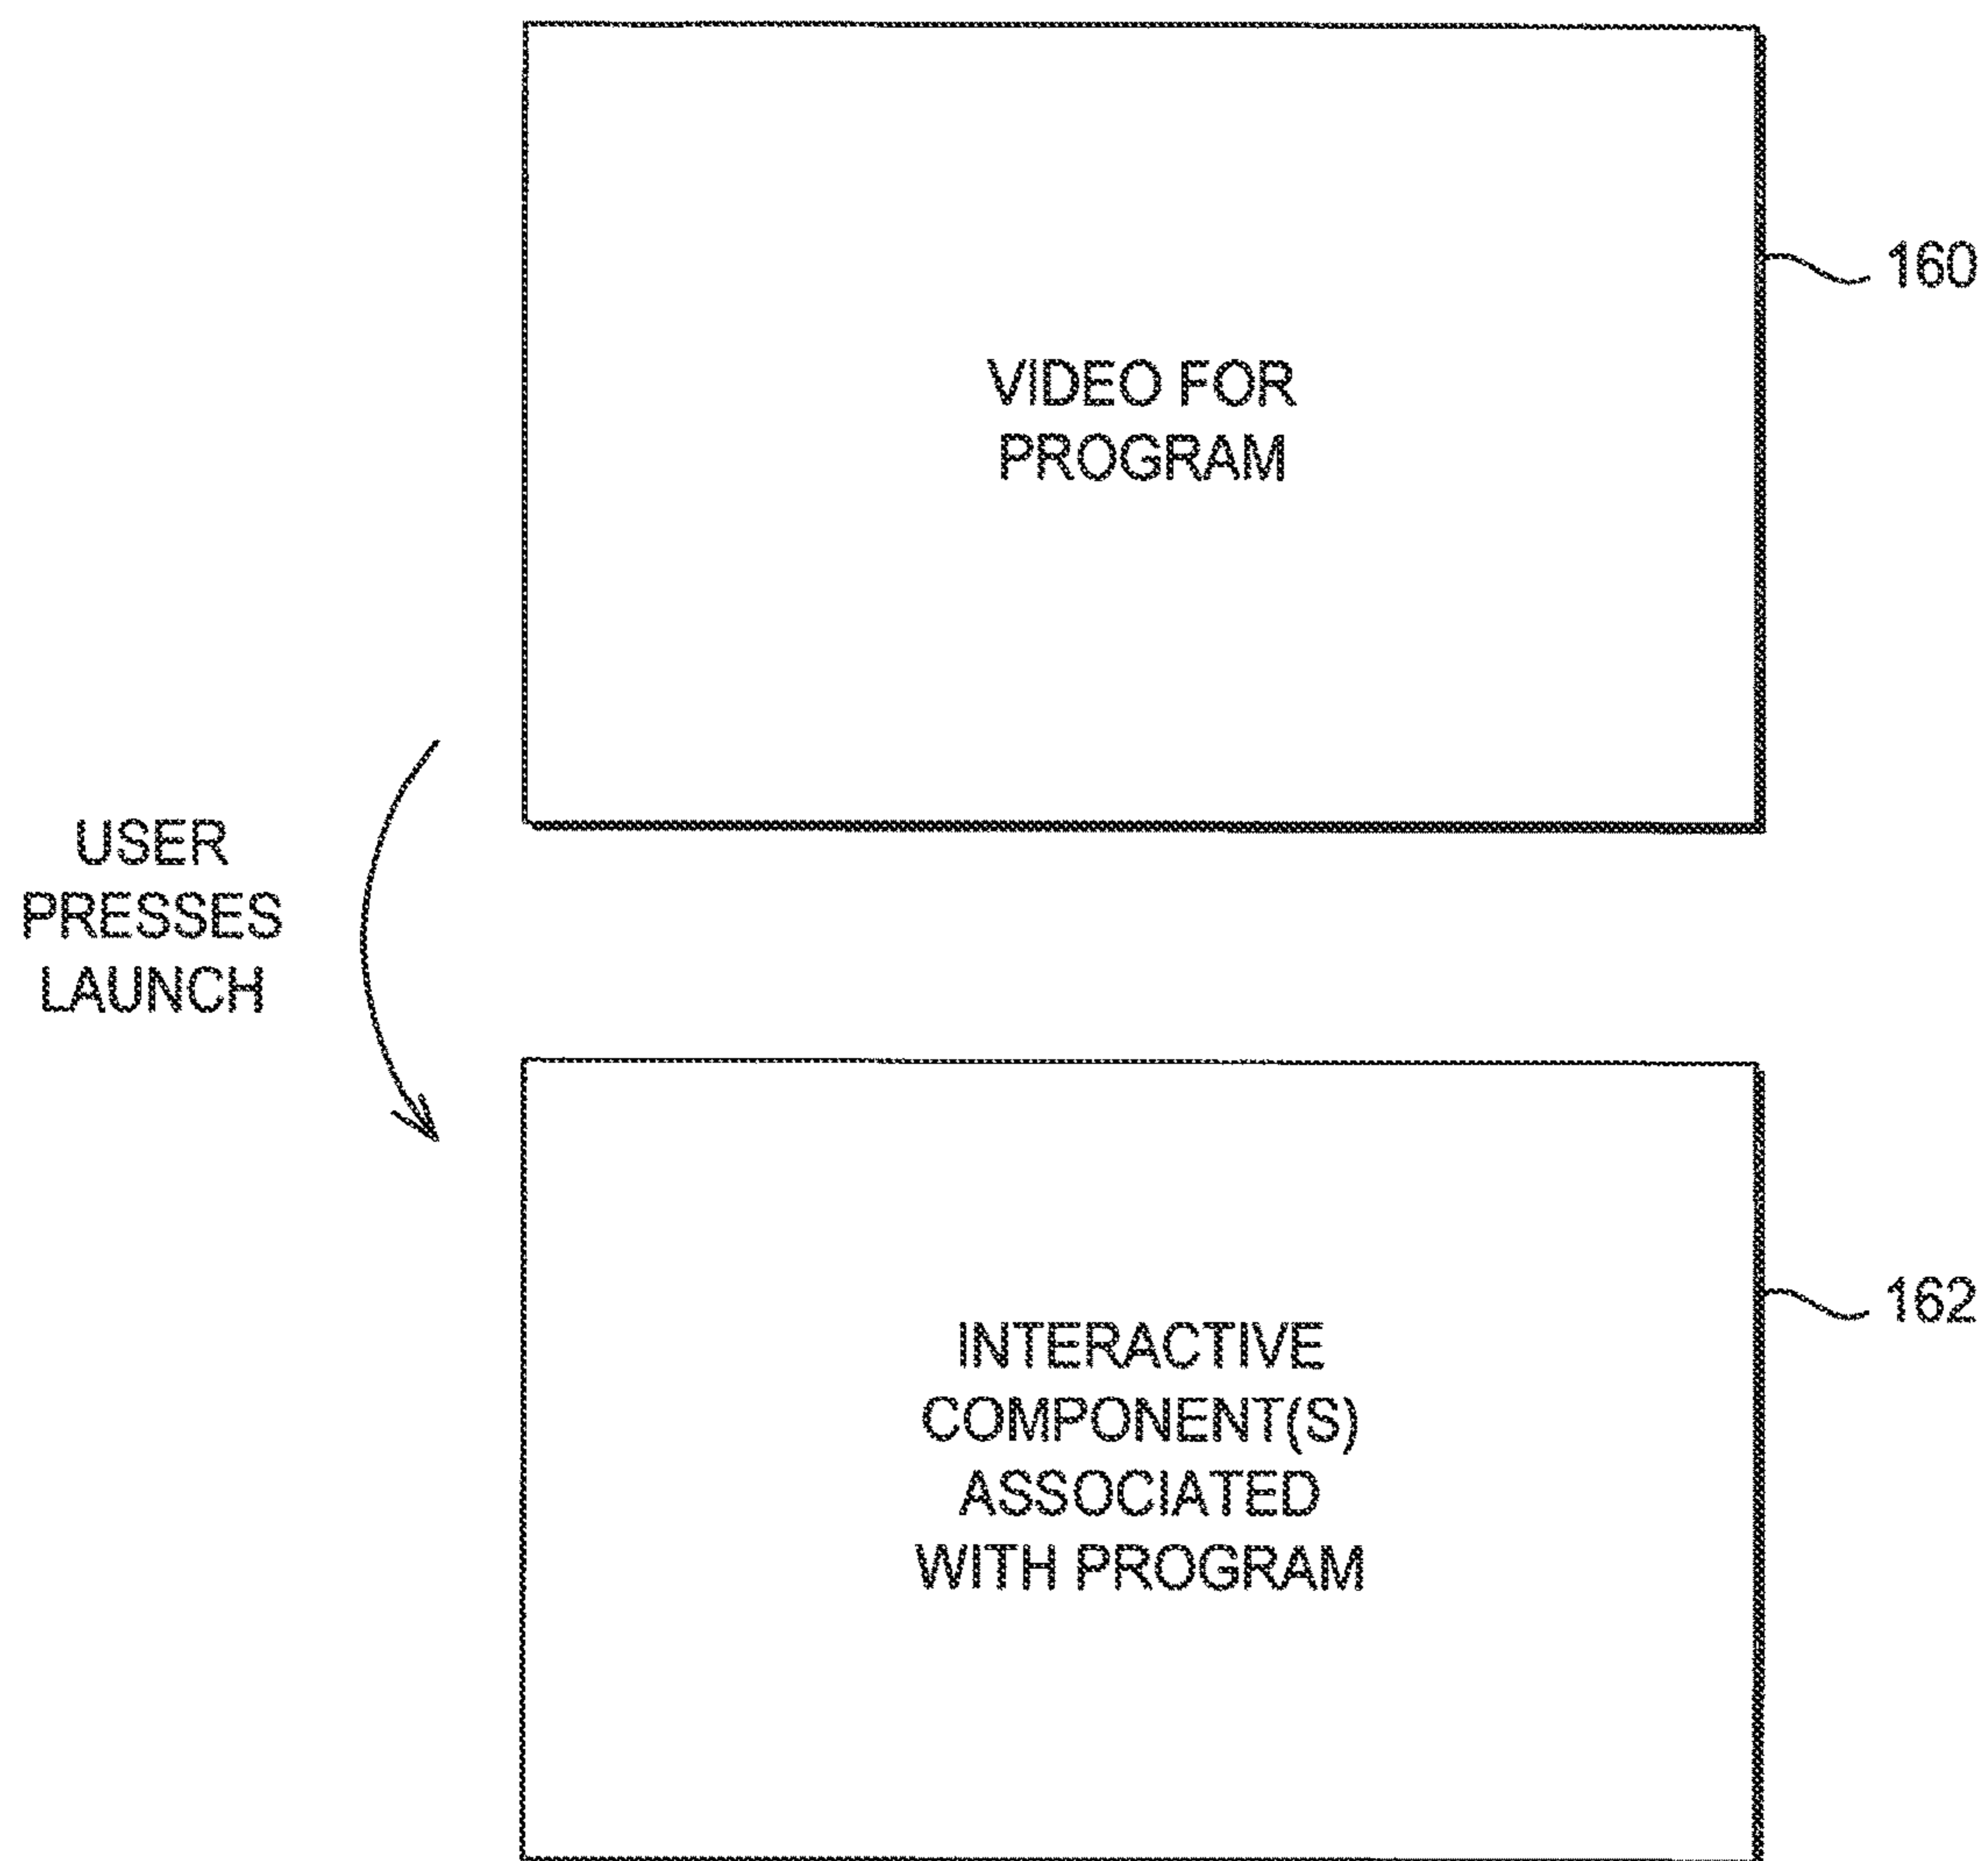 160
VIDEO FOR
PROGRAM
USER
PRESSES
LAUNCH
162
INTERACTIVE
COMPONENT(S)
ASSOCIATED
WITH PROGRAM